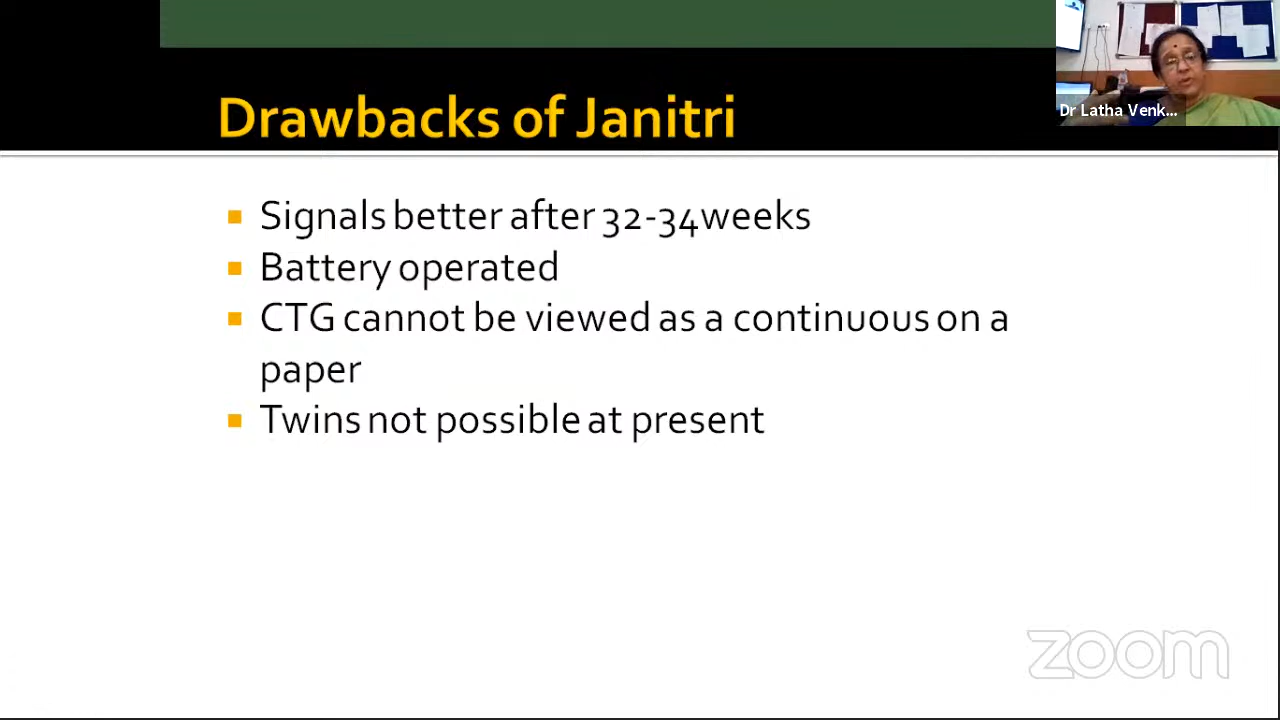 Drawbacks of Janitri
Dr Latha Venk...
Signals better after 32-34weeks
Battery operated
CTG cannot be viewed as a continuous on a
paper
Twins not possible at present
zoom